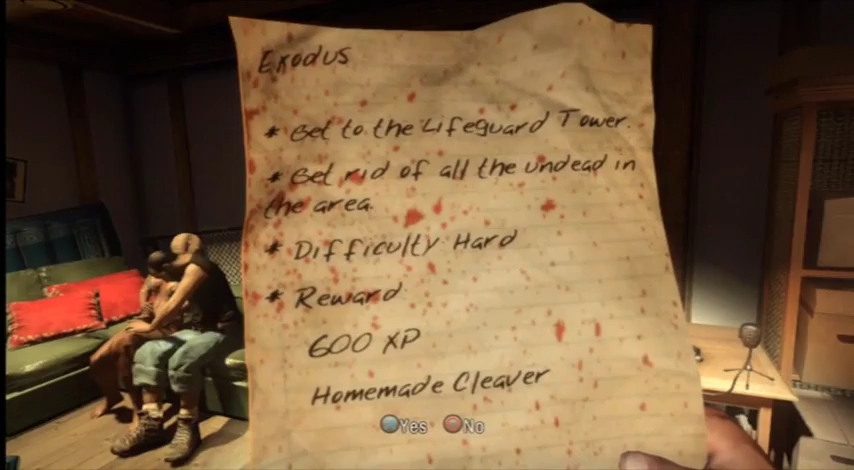 Exodus
* Get to the Lifeguard Tower.
* Get rid of all the undead in
the area.
* Difficulty Hard
* Reward
600 XP
Homemade Cleaver
Yes No